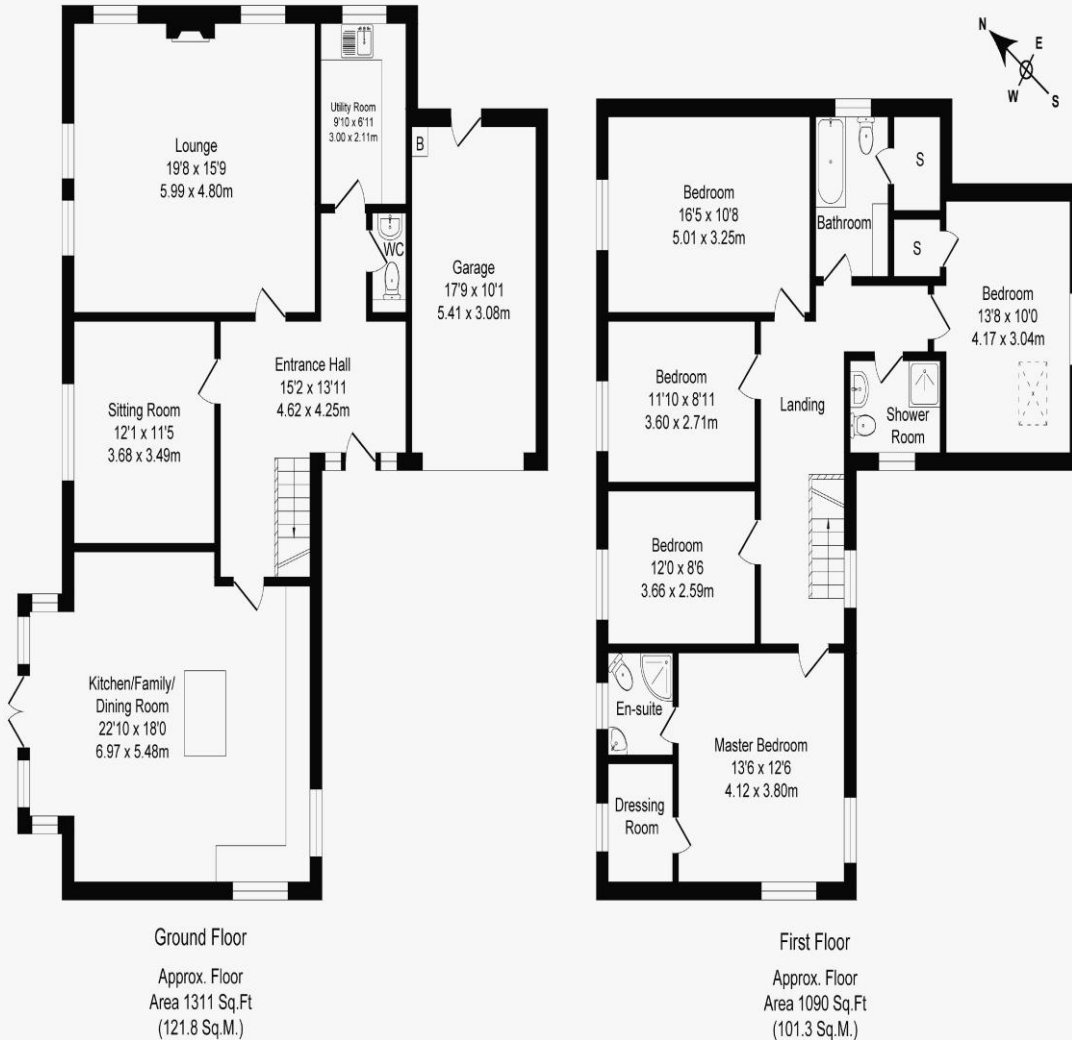 Lounge
19'8 x 15'9
5.99 x 4.80m
Utility Room
9'10 x 6'11
3.00 x 2.11m
B
WC
Garage
17'9 x 10'1
5.41 x 3.08m
Entrance Hall
15'2 x 13'11
4.62 x 4.25m
Sitting Room
12'1 x 11'5
3.68 x 3.49m
Kitchen/Family/
Dining Room
22'10 x 18'0
6.97 x 5.48m
Ground Floor
Approx. Floor
Area 1311 Sq.Ft
(121.8 Sq.M.)
N
E
W
S
Bedroom
16'5 x 10'8
5.01 x 3.25m
Bathroom
S
S
Bedroom
13'8 x 10'0
4.17 x 3.04m
Bedroom
11'10 x 8'11
3.60 x 2.71m
Landing
Shower
Room
Bedroom
12'0 x 8'6
3.66 x 2.59m
En-suite
Master Bedroom
13'6 x 12'6
4.12 x 3.80m
Dressing
Room
First Floor
Approx. Floor
Area 1090 Sq.Ft
(101.3 Sq.M.)